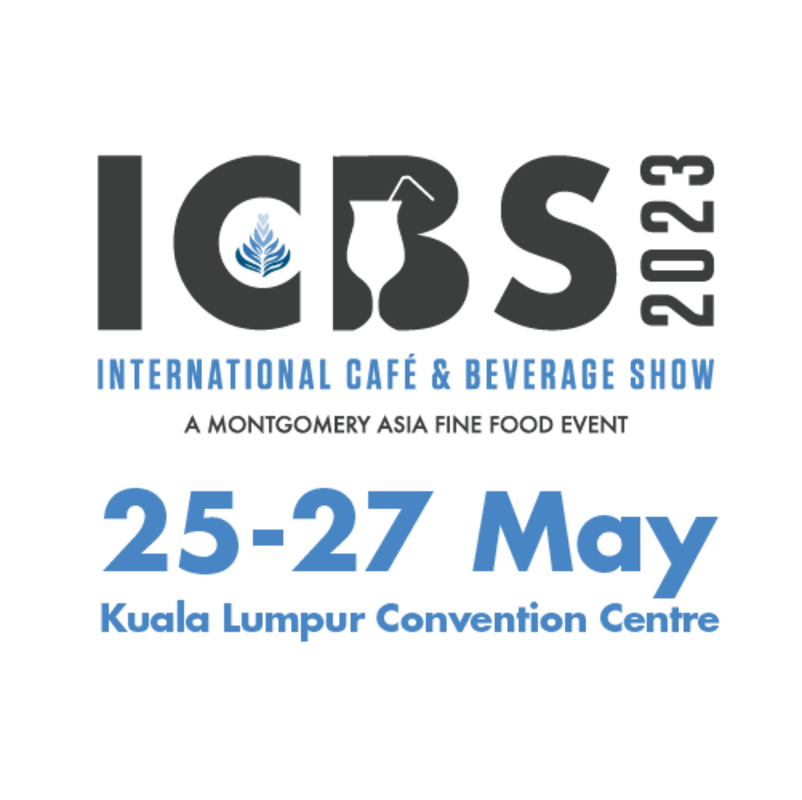 ICBS 2023
INTERNATIONAL CAFÉ & BEVERAGE SHOW
A MONTGOMERY ASIA FINE FOOD EVENT
25-27 May
Kuala Lumpur Convention Centre